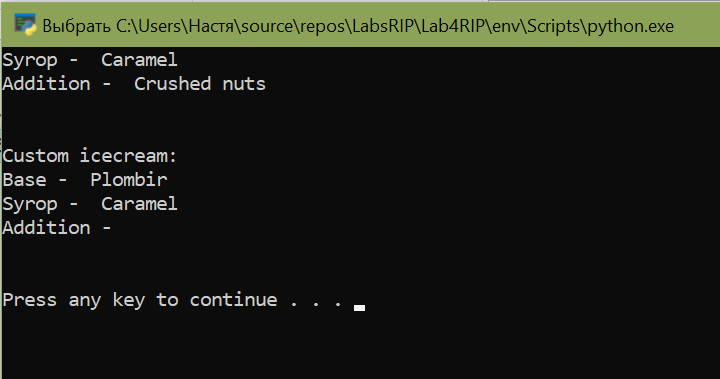 Выбрать C:\Users\Настя\source\repos\LabsRIP\Lab4RIP\env\Scripts\python.exe
Syrop -  Caramel
Addition -  Crushed nuts
Custom icecream:
Base -  Plombir
Syrop -  Caramel
Addition -
Press any key to continue . . .